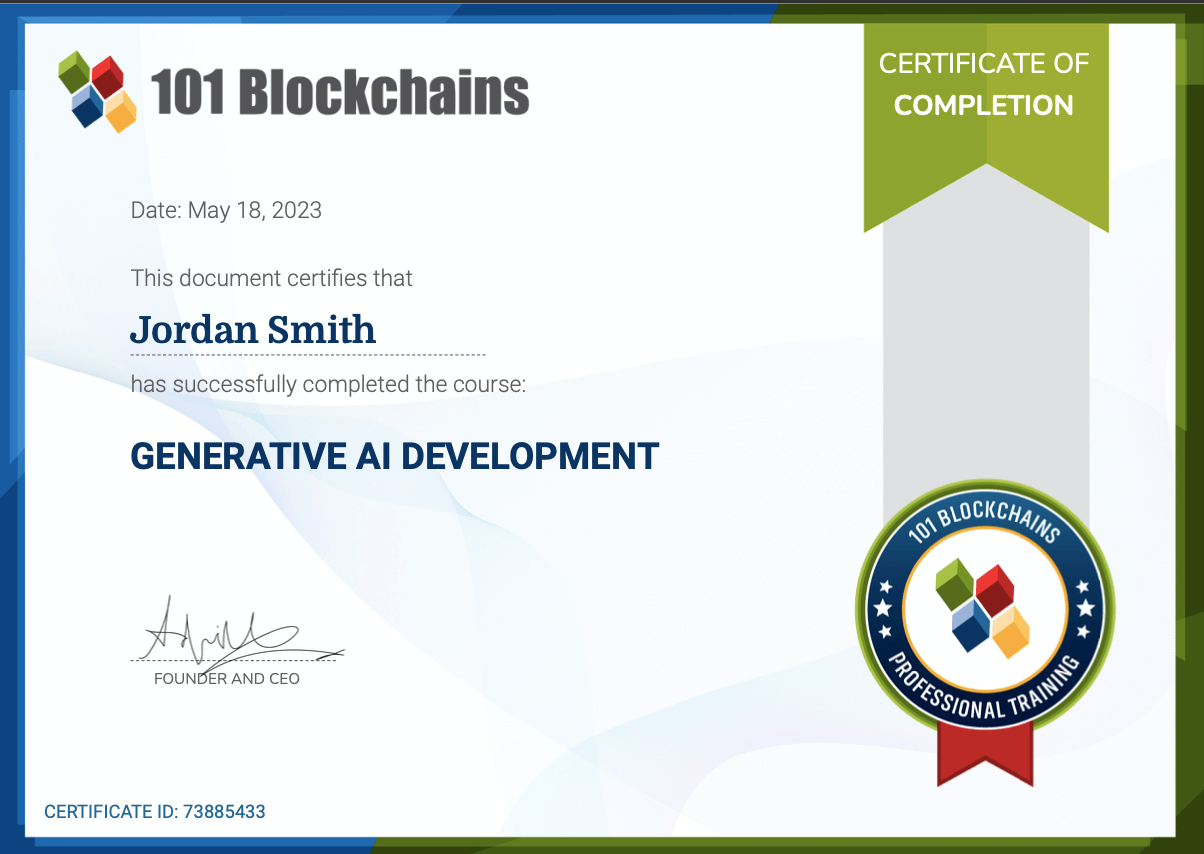 101 Blockchains
CERTIFICATE OF
COMPLETION
Date: May 18, 2023
This document certifies that
Jordan Smith
has successfully completed the course:
GENERATIVE AI DEVELOPMENT
FOUNDER AND CEO
101 BLOCKCHAINS
PROFESSIONAL TRAINING
CERTIFICATE ID: 73885433